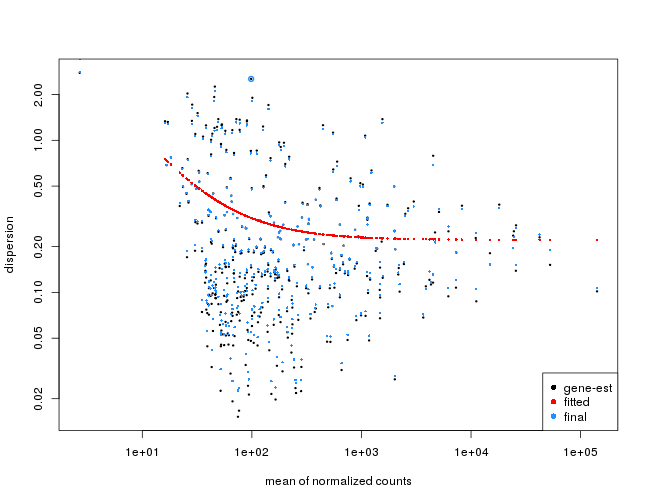 dispersion
2.00
1.00
0.50
0.20
0.10
0.05
0.02
gene-est
fitted
final
1e+01 1e+02 1e+03 1e+04 1e+05
mean of normalized counts